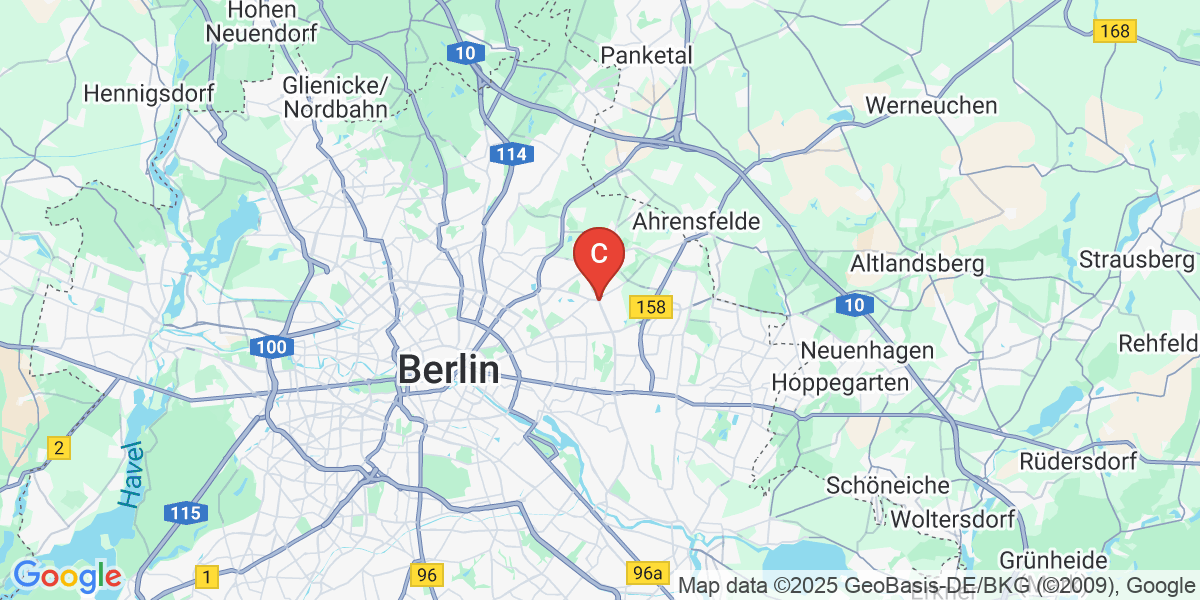 Hohen
Neuendorf
10
Panketal
168
Hennigsdorf
Glienicke/
Nordbahn
Werneuchen
114
Ahrensfelde
C
Altlandsberg
Strausberg
158
10
100
Neuenhagen
Rehfeld
Berlin
Hoppegarten
2
Havel
Rüdersdorf
Schöneiche
115
Woltersdorf
Grünheide
1
96
96a
Google
Map data ©2025 GeoBasis-DE/BKG (©2009), Google